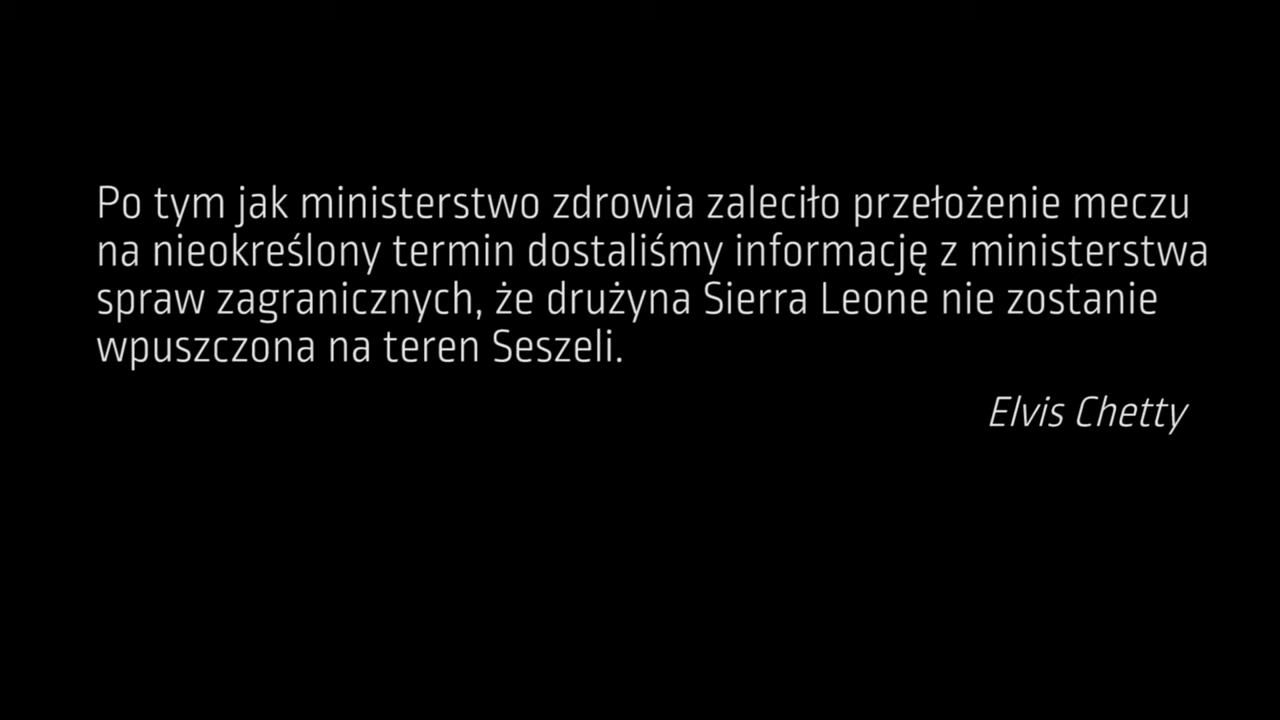 Po tym jak ministerstwo zdrowia zaleciło przełożenie meczu
na nieokreślony termin dostaliśmy informację z ministerstwa
spraw zagranicznych, że drużyna Sierra Leone nie zostanie
wpuszczona na teren Seszeli.
Elvis Chetty